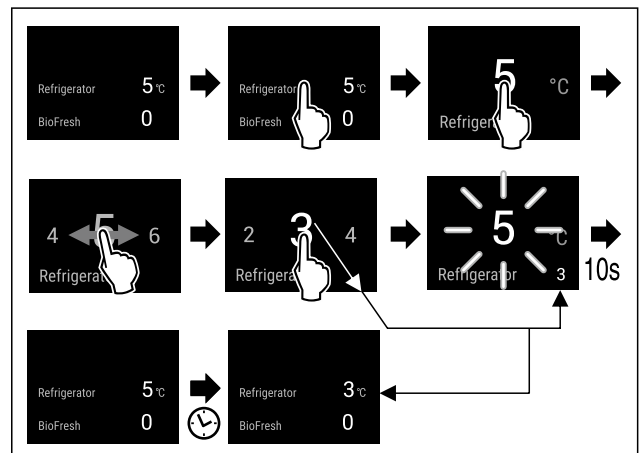 Refrigerator 5 °C
BioFresh 0
Refrigerator 5 °C
BioFresh 0
5 °C
Refriger
4 5 6
Refrigerat
2 3 4
Refrigera
5 °C
Refrigerator 3
10s
Refrigerator 5 °C
BioFresh 0
Refrigerator 3 °C
BioFresh 0